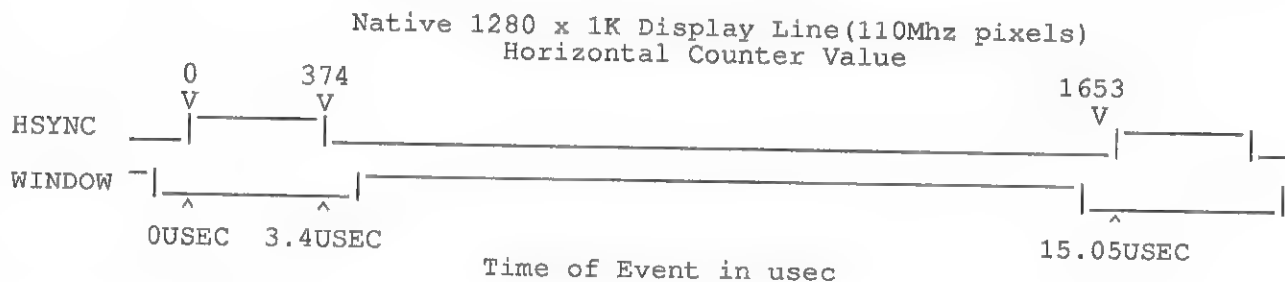 Native 1280 x 1K Display Line(110Mhz pixels)
Horizontal Counter Value
0 374 1653
V V V
HSYNC
WINDOW
^ ^ ^
0USEC 3.4USEC 15.05USEC
Time of Event in usec